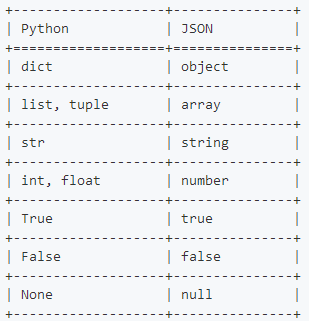 +-------------------+---------------+
| Python            | JSON          |
+===================+===============+
| dict              | object        |
+-------------------+---------------+
| list, tuple       | array         |
+-------------------+---------------+
| str               | string        |
+-------------------+---------------+
| int, float        | number        |
+-------------------+---------------+
| True              | true          |
+-------------------+---------------+
| False             | false         |
+-------------------+---------------+
| None              | null          |
+-------------------+---------------+